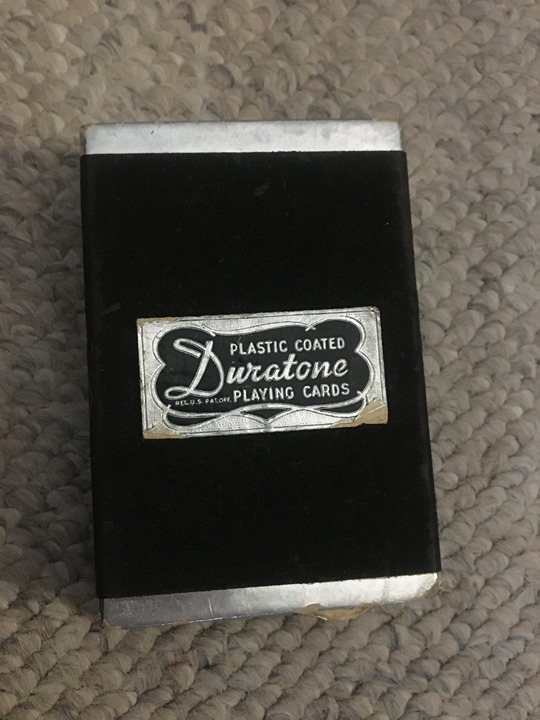 PLASTIC COATED
Duratone
REG. U.S. PAT. OFF. PLAYING CARDS